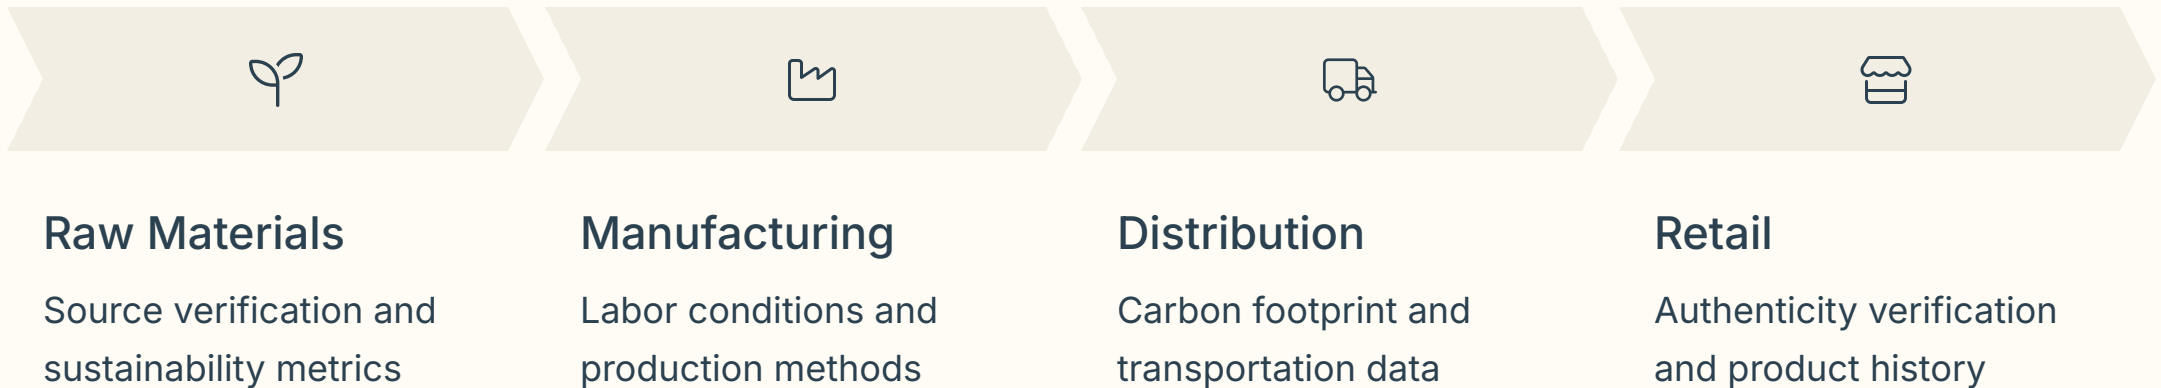 Raw Materials
Source verification and
sustainability metrics
Manufacturing
Labor conditions and
production methods
Distribution
Carbon footprint and
transportation data
Retail
Authenticity verification
and product history